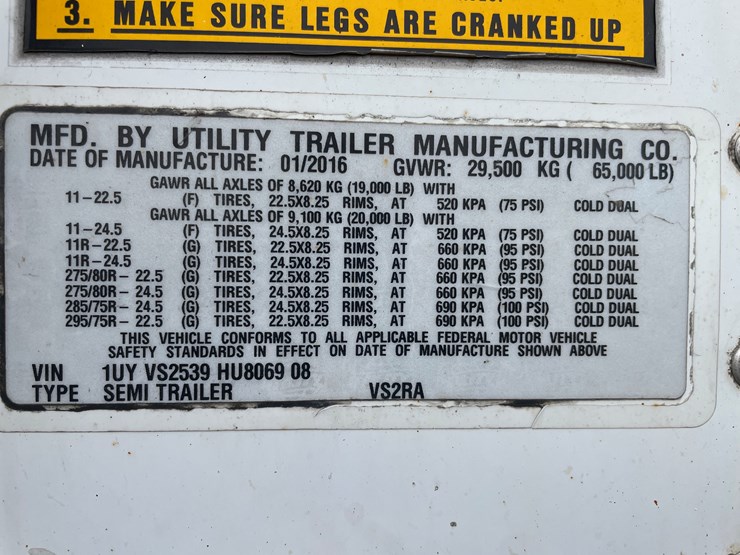 3. MAKE SURE LEGS ARE CRANKED UP
MFD. BY UTILITY TRAILER MANUFACTURING CO.
DATE OF MANUFACTURE: 01/2016 GVWR: 29,500 KG ( 65,000 LB)
GAWR ALL AXLES OF 8,620 KG (19,000 LB) WITH
11-22.5 (F) TIRES, 22.5X8.25 RIMS, AT 520 KPA (75 PSI) COLD DUAL
GAWR ALL AXLES OF 9,100 KG (20,000 LB) WITH
11-24.5 (F) TIRES, 24.5X8.25 RIMS, AT 520 KPA (75 PSI) COLD DUAL
11R-22.5 (G) TIRES, 22.5X8.25 RIMS, AT 660 KPA (95 PSI) COLD DUAL
11R-24.5 (G) TIRES, 24.5X8.25 RIMS, AT 660 KPA (95 PSI) COLD DUAL
275/80R- 22.5 (G) TIRES, 22.5X8.25 RIMS, AT 660 KPA (95 PSI) COLD DUAL
275/80R- 24.5 (G) TIRES, 24.5X8.25 RIMS, AT 660 KPA (95 PSI) COLD DUAL
285/75R- 24.5 (G) TIRES, 24.5X8.25 RIMS, AT 690 KPA (100 PSI) COLD DUAL
295/75R- 22.5 (G) TIRES, 22.5X8.25 RIMS, AT 690 KPA (100 PSI) COLD DUAL
THIS VEHICLE CONFORMS TO ALL APPLICABLE FEDERAL MOTOR VEHICLE
SAFETY STANDARDS IN EFFECT ON DATE OF MANUFACTURE SHOWN ABOVE
VIN 1UY VS2539 HU8069 08
TYPE SEMI TRAILER VS2RA